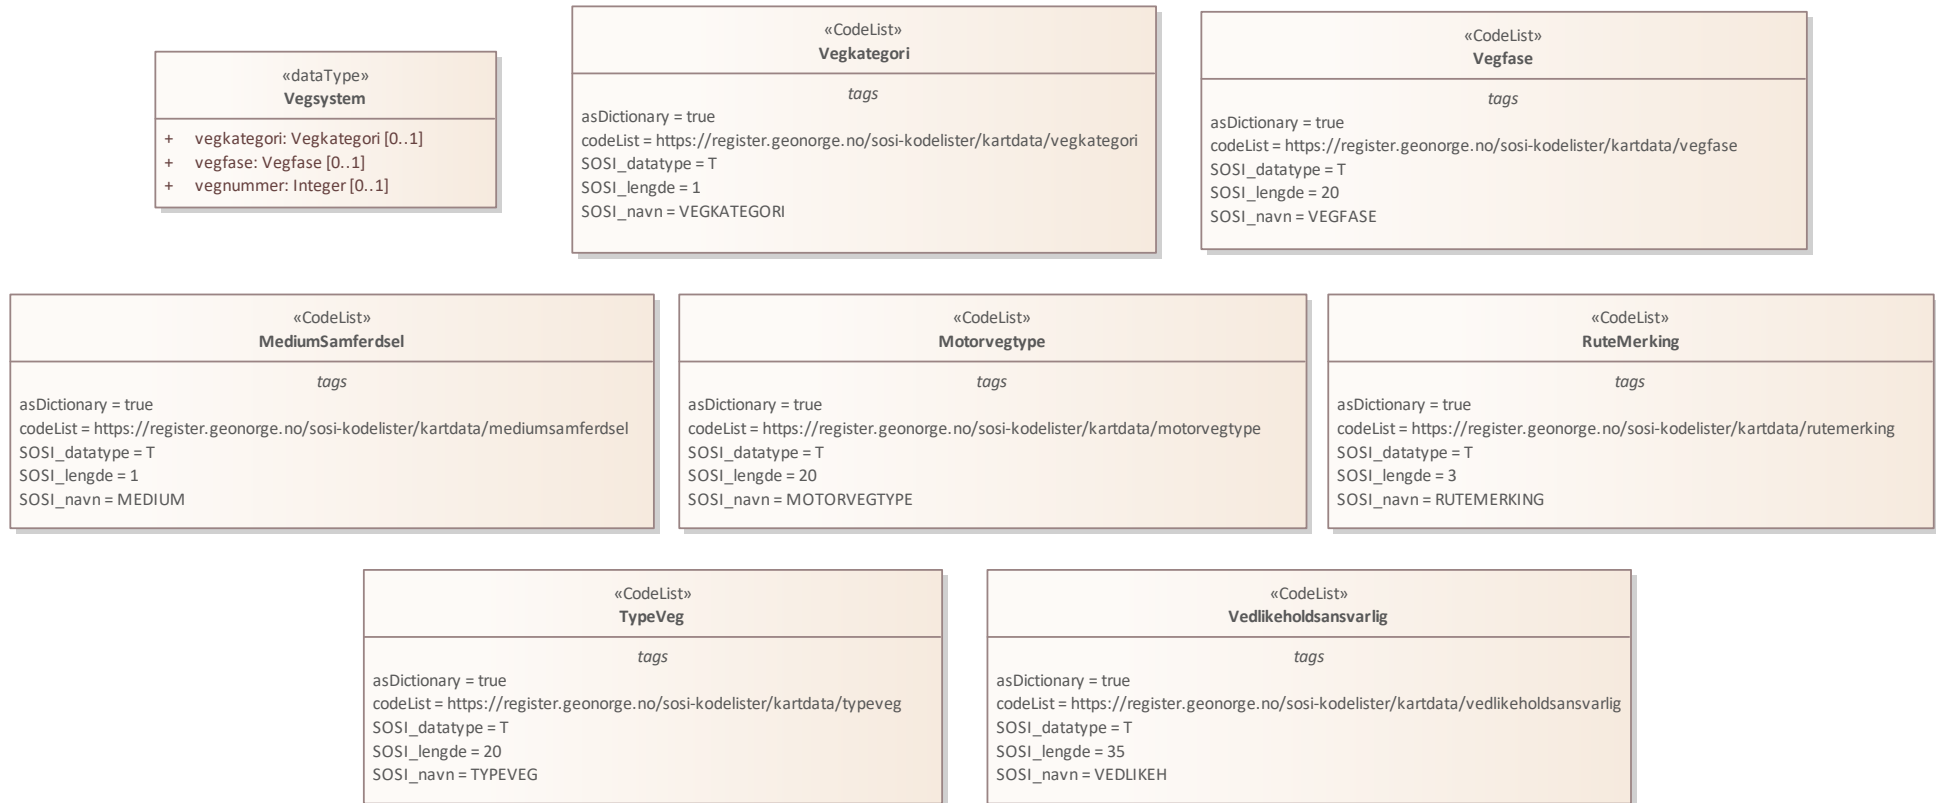 «dataType»
Vegsystem
+ vegkategori: Vegkategori [0..1]
+ vegfase: Vegfase [0..1]
+ vegnummer: Integer [0..1]
«CodeList»
Vegkategori
tags
asDictionary = true
codeList = https://register.geonorge.no/sosi-kodelister/kartdata/vegkategori
SOSI_datatype = T
SOSI_lengde = 1
SOSI_navn = VEGKATEGORI
«CodeList»
Vegfase
tags
asDictionary = true
codeList = https://register.geonorge.no/sosi-kodelister/kartdata/vegfase
SOSI_datatype = T
SOSI_lengde = 20
SOSI_navn = VEGFASE
«CodeList»
MediumSamferdsel
tags
asDictionary = true
codeList = https://register.geonorge.no/sosi-kodelister/kartdata/mediumsamferdsel
SOSI_datatype = T
SOSI_lengde = 1
SOSI_navn = MEDIUM
«CodeList»
Motorvegtype
tags
asDictionary = true
codeList = https://register.geonorge.no/sosi-kodelister/kartdata/motorvegtype
SOSI_datatype = T
SOSI_lengde = 20
SOSI_navn = MOTORVEGTYPE
«CodeList»
RuteMerking
tags
asDictionary = true
codeList = https://register.geonorge.no/sosi-kodelister/kartdata/rutemerking
SOSI_datatype = T
SOSI_lengde = 3
SOSI_navn = RUTEMERKING
«CodeList»
TypeVeg
tags
asDictionary = true
codeList = https://register.geonorge.no/sosi-kodelister/kartdata/typeveg
SOSI_datatype = T
SOSI_lengde = 20
SOSI_navn = TYPEVEG
«CodeList»
Vedlikeholdsansvarlig
tags
asDictionary = true
codeList = https://register.geonorge.no/sosi-kodelister/kartdata/vedlikeholdsansvarlig
SOSI_datatype = T
SOSI_lengde = 35
SOSI_navn = VEDLIKEH